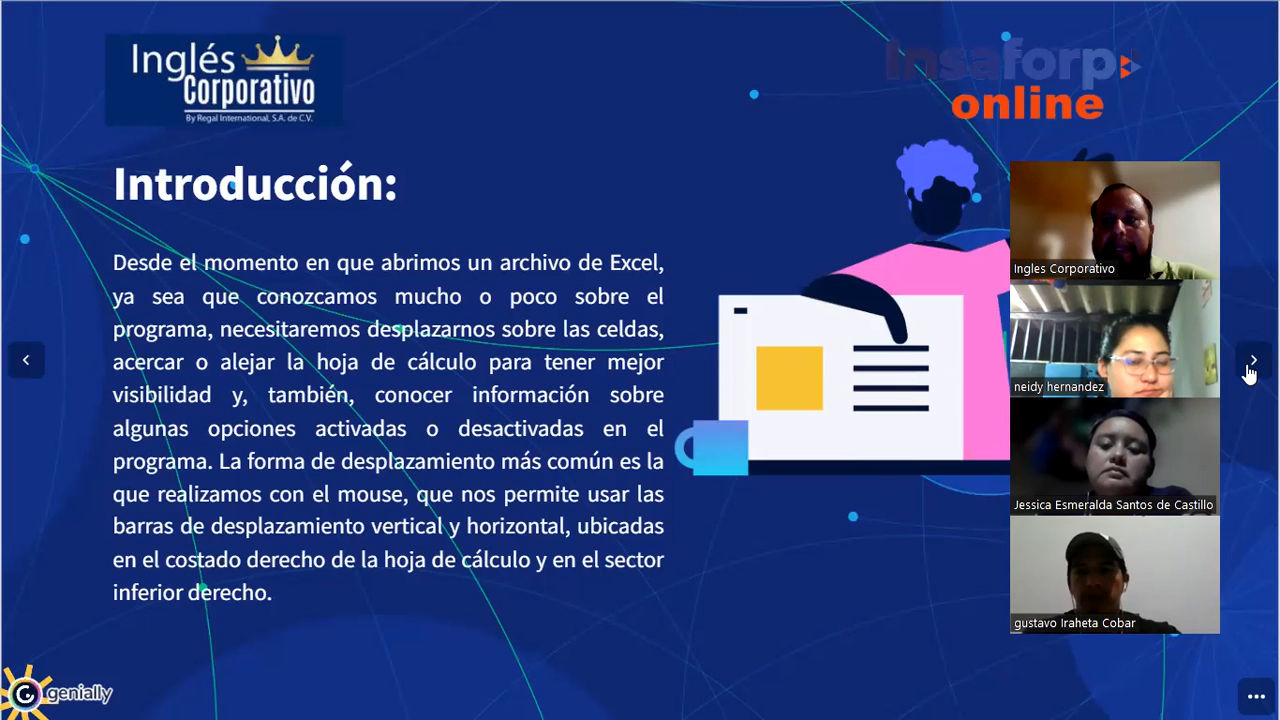 Inglés
Corporativo
By Regal International, S.A. de C.V.
Insaforp
online
Introducción:
Desde el momento en que abrimos un archivo de Excel,
ya sea que conozcamos mucho o poco sobre el
programa, necesitaremos desplazarnos sobre las celdas,
acercar o alejar la hoja de cálculo para tener mejor
visibilidad y, también, conocer información sobre
algunas opciones activadas o desactivadas en el
programa. La forma de desplazamiento más común es la
que realizamos con el mouse, que nos permite usar las
barras de desplazamiento vertical y horizontal, ubicadas
en el costado derecho de la hoja de cálculo y en el sector
inferior derecho.
Ingles Corporativo
neidy hernandez
Jessica Esmeralda Santos de Castillo
gustavo Iraheta Cobar
genially